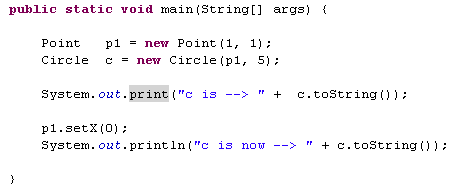 public static void main(String[] args) {
Point p1 = new Point(1, 1);
Circle c = new Circle(p1, 5);
System.out.print("c is --> " + c.toString());
p1.setX(0);
System.out.println("c is now --> " + c.toString());
}